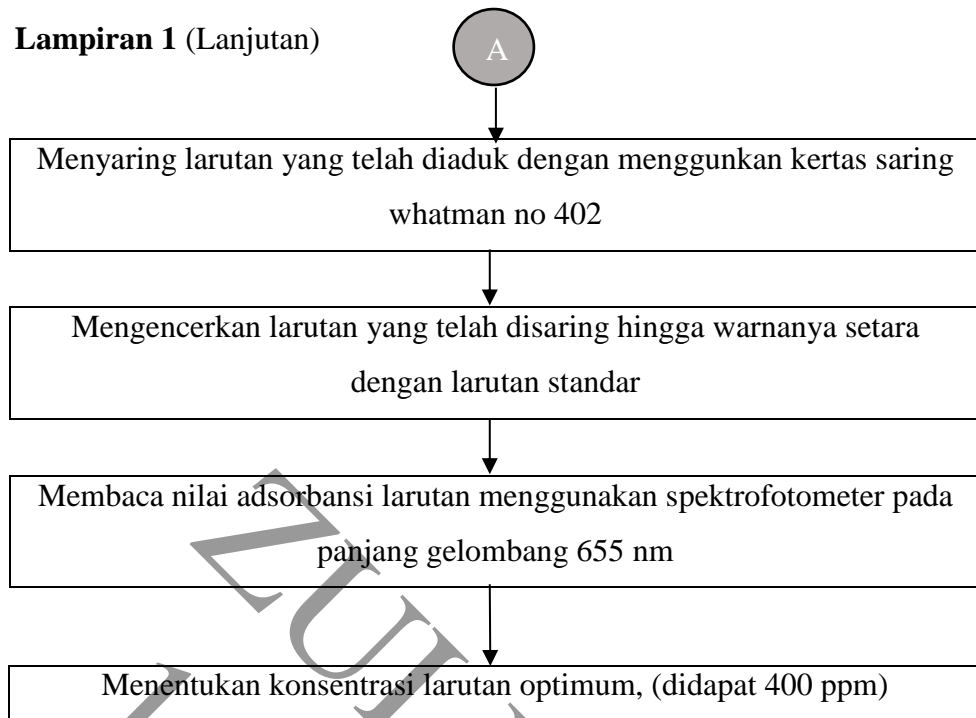 Lampiran 1 (Lanjutan)
A
Menyaring larutan yang telah diaduk dengan menggunkan kertas saring
whatman no 402
Mengencerkan larutan yang telah disaring hingga warnanya setara
dengan larutan standar
Membaca nilai adsorbansi larutan menggunakan spektrofotometer pada
panjang gelombang 655 nm
Menentukan konsentrasi larutan optimum, (didapat 400 ppm)